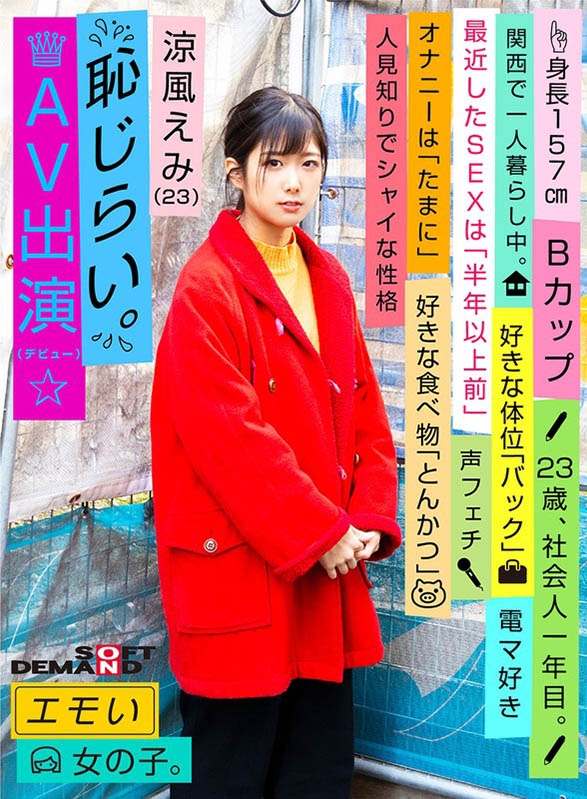 ☝身長157㎝ Bカップ
✎23歳、社会人一年目。✎
関西で一人暮らし中。
好きな体位「バック」
電マ好き
最近したSEXは「半年以上前」
声フェチ
オナニーは「たまに」
好きな食べ物「とんかつ」
人見知りでシャイな性格
涼風えみ(23)
恥じらい。
AV出演(デビュー)☆
SOFT
ON
DEMAND
エモい
女の子。